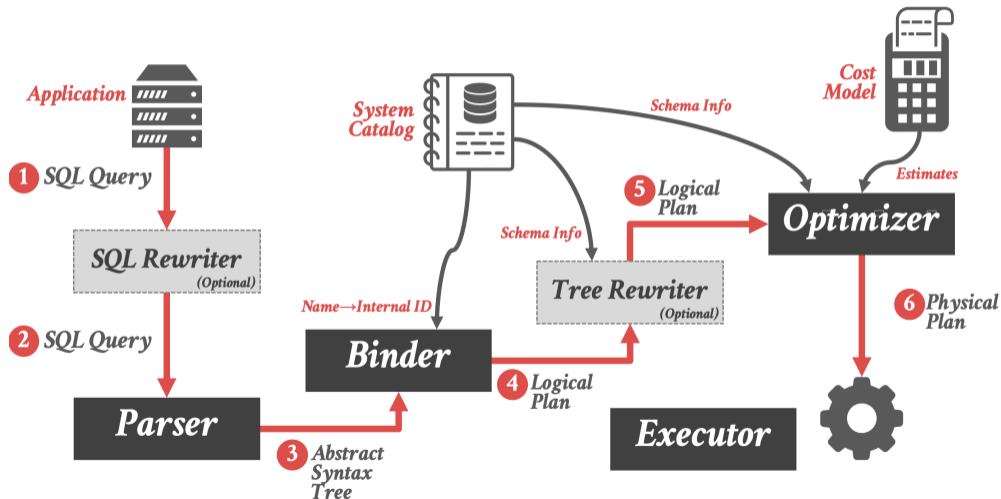 Application
1 SQL Query
SQL Rewriter
(Optional)
2 SQL Query
Parser
3 Abstract
Syntax
Tree
System
Catalog
Name→Internal ID
Binder
4 Logical
Plan
Schema Info
Tree Rewriter
(Optional)
5 Logical
Plan
Schema Info
Cost
Model
Estimates
Optimizer
6 Physical
Plan
Executor